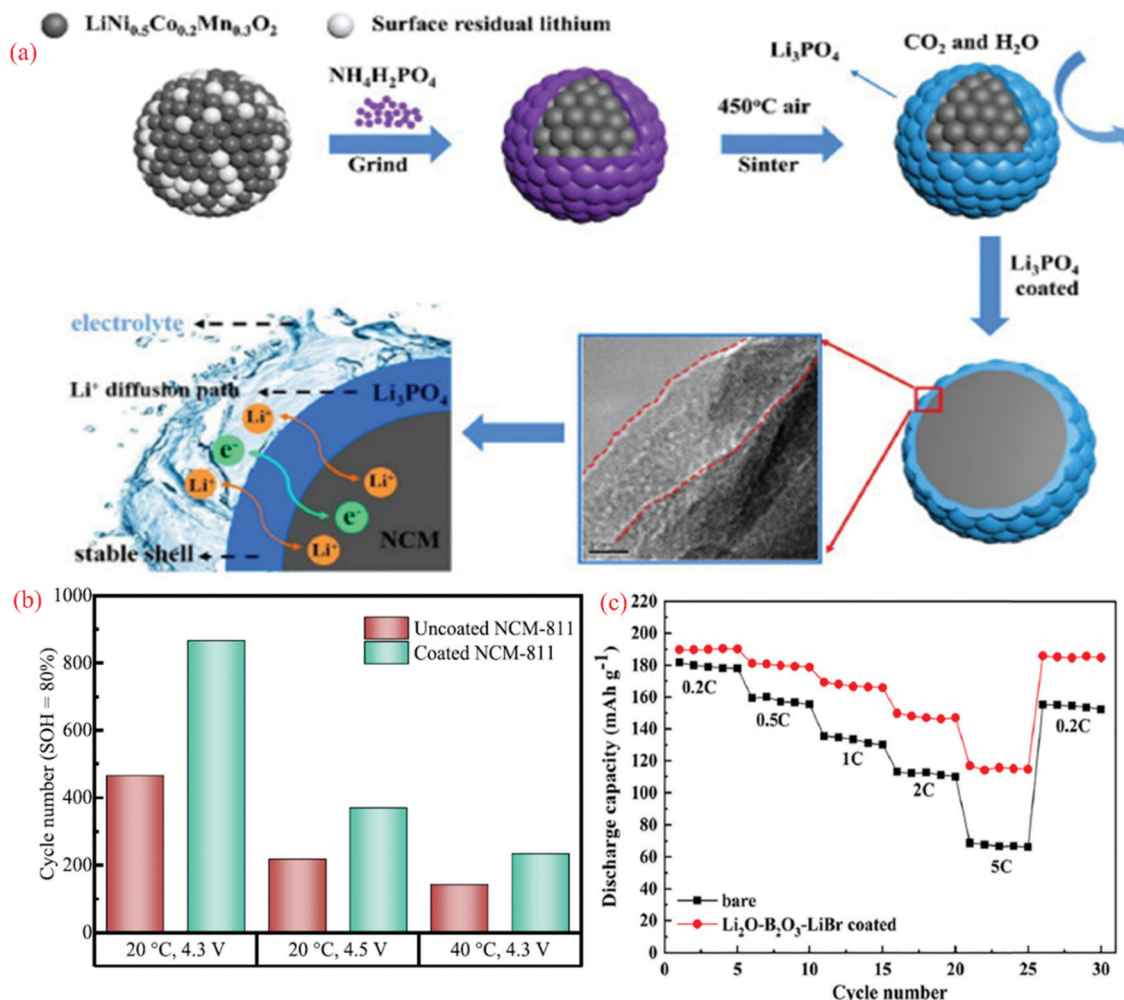 LiNi₀.₅Co₀.₂Mn₀.₃O₂
Surface residual lithium
(a)
NH₄H₂PO₄
Grind
450°C air
Sinter
Li₃PO₄
CO₂ and H₂O
Li₃PO₄
coated
electrolyte
Li⁺ diffusion path
Li₃PO₄
Li⁺
e⁻
Li⁺
Li⁺
e⁻
Li⁺
NCM
stable shell
(b)
1000
800
600
400
200
0
Cycle number (SOH = 80%)
Uncoated NCM-811
Coated NCM-811
20 °C, 4.3 V
20 °C, 4.5 V
40 °C, 4.3 V
(c)
220
200
180
160
140
120
100
80
60
40
20
0
Discharge capacity (mAh g⁻¹)
0.2C
0.5C
1C
2C
5C
0.2C
bare
Li₂O-B₂O₃-LiBr coated
0
5
10
15
20
25
30
Cycle number